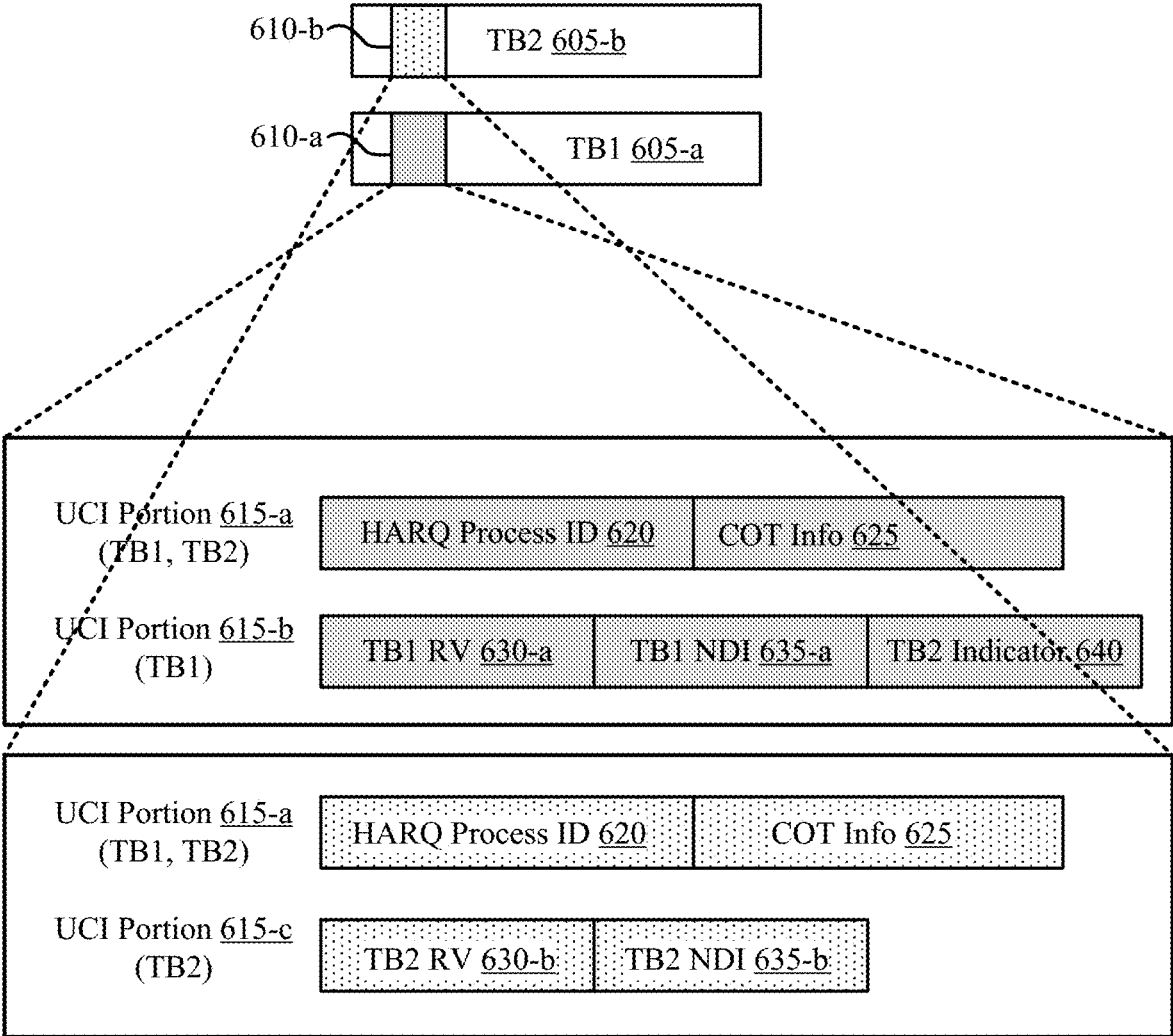 610-b
TB2 605-b
610-a
TB1 605-a
UCI Portion 615-a
(TB1, TB2)
HARQ Process ID 620
COT Info 625
UCI Portion 615-b
(TB1)
TB1 RV 630-a
TB1 NDI 635-a
TB2 Indicator 640
UCI Portion 615-a
(TB1, TB2)
HARQ Process ID 620
COT Info 625
UCI Portion 615-c
(TB2)
TB2 RV 630-b
TB2 NDI 635-b